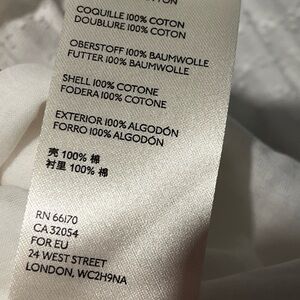 COTTON
COQUILLE 100% COTON
DOUBLURE 100% COTON
OBERSTOFF 100% BAUMWOLLE
FUTTER 100% BAUMWOLLE
SHELL 100% COTONE
FODERA 100% COTONE
EXTERIOR 100% ALGODÓN
FORRO 100% ALGODÓN
壳 100% 棉
衬里 100% 棉
RN 66170
CA 32054
FOR EU
24 WEST STREET
LONDON, WC2H9NA